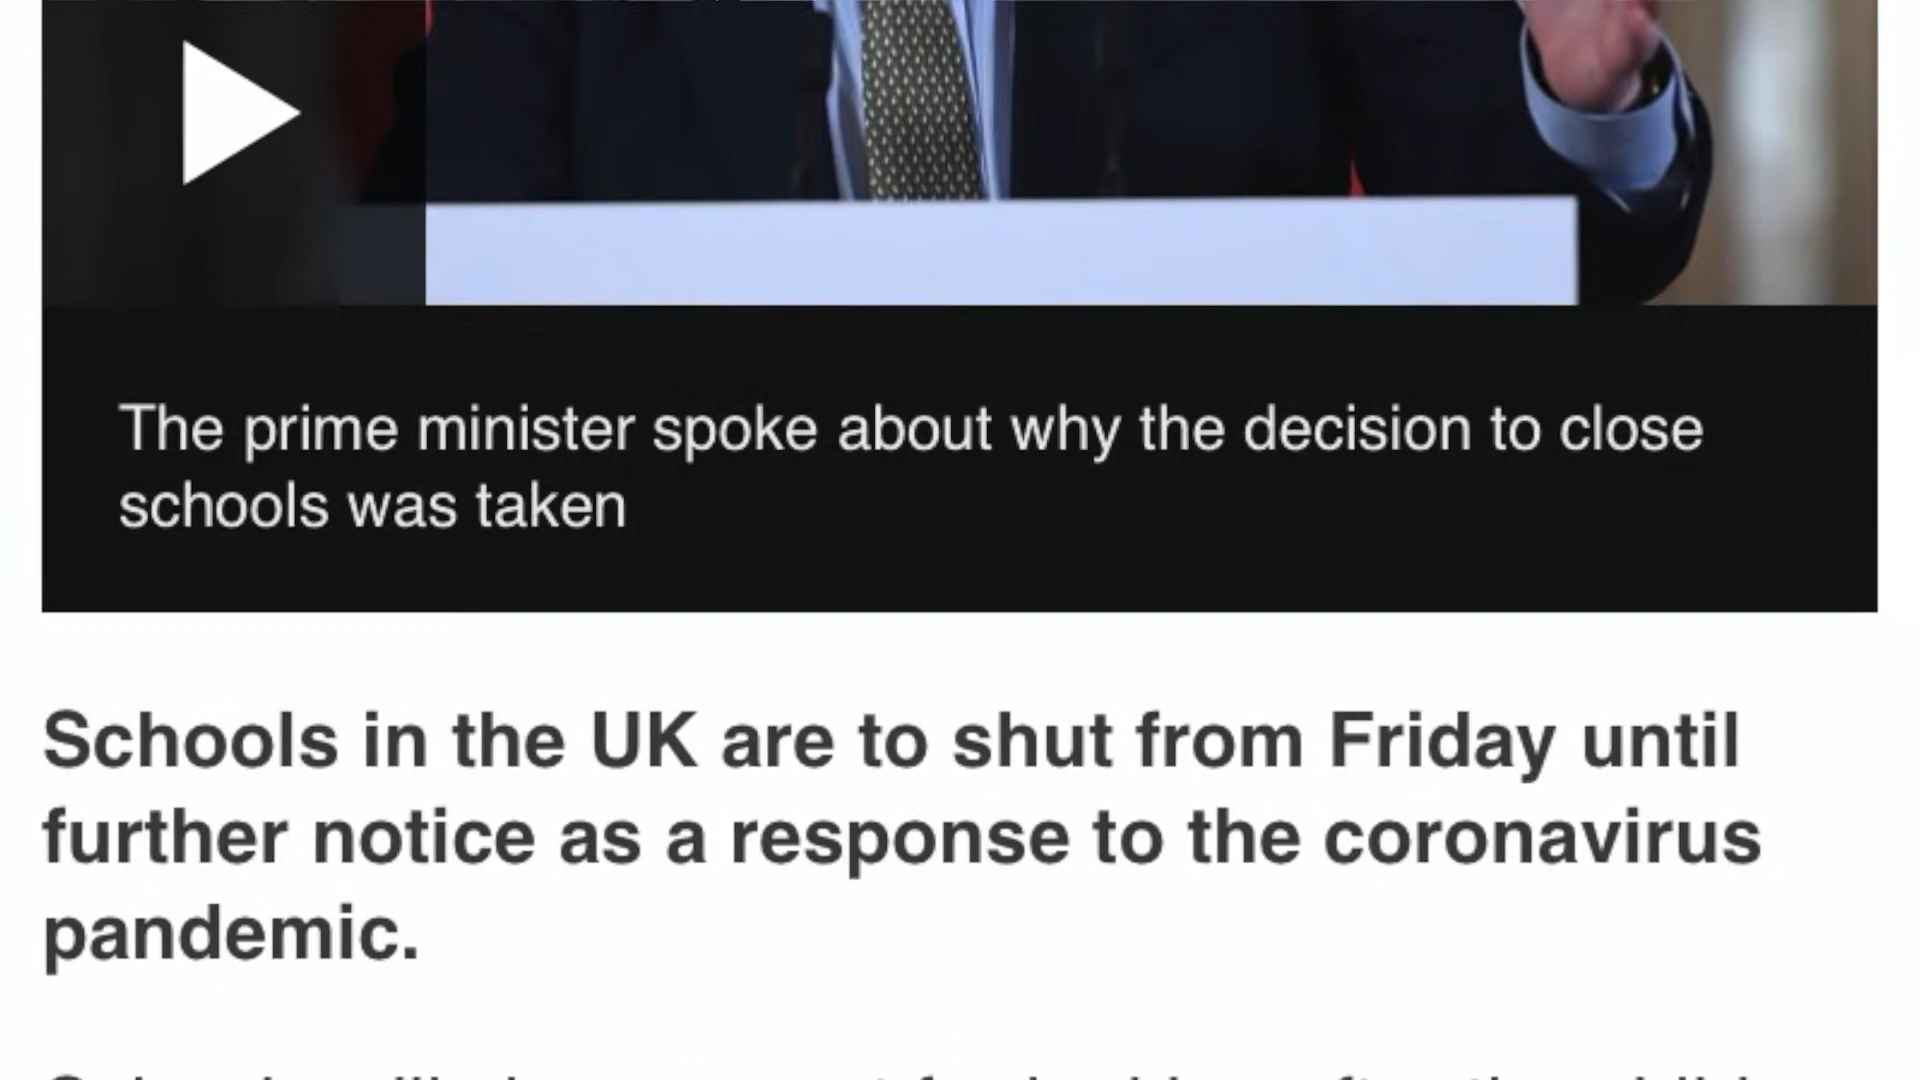 The prime minister spoke about why the decision to close
schools was taken
Schools in the UK are to shut from Friday until
further notice as a response to the coronavirus
pandemic.